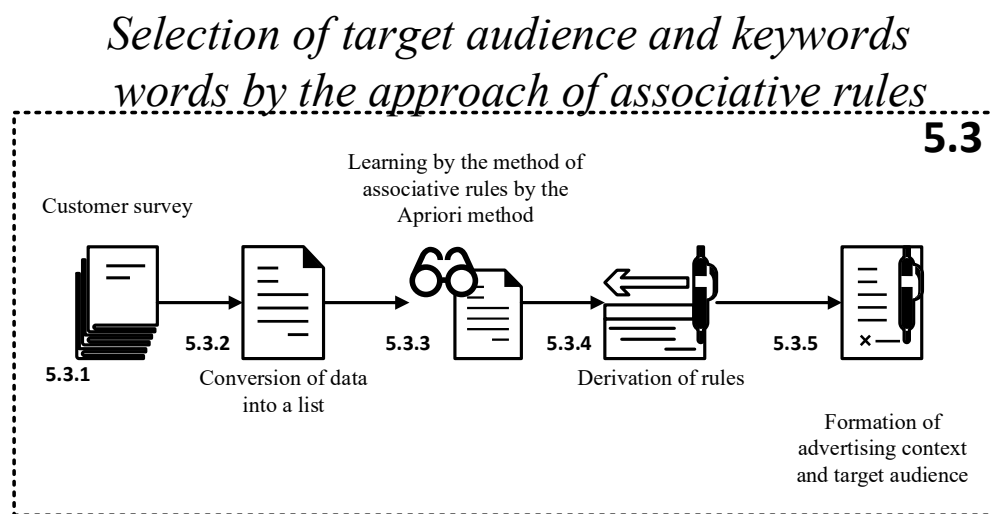 Selection of target audience and keywords
words by the approach of associative rules
5.3
Learning by the method of
associative rules by the
Apriori method
Customer survey
5.3.1
5.3.2
5.3.3
5.3.4
5.3.5
Conversion of data
into a list
Derivation of rules
Formation of
advertising context
and target audience